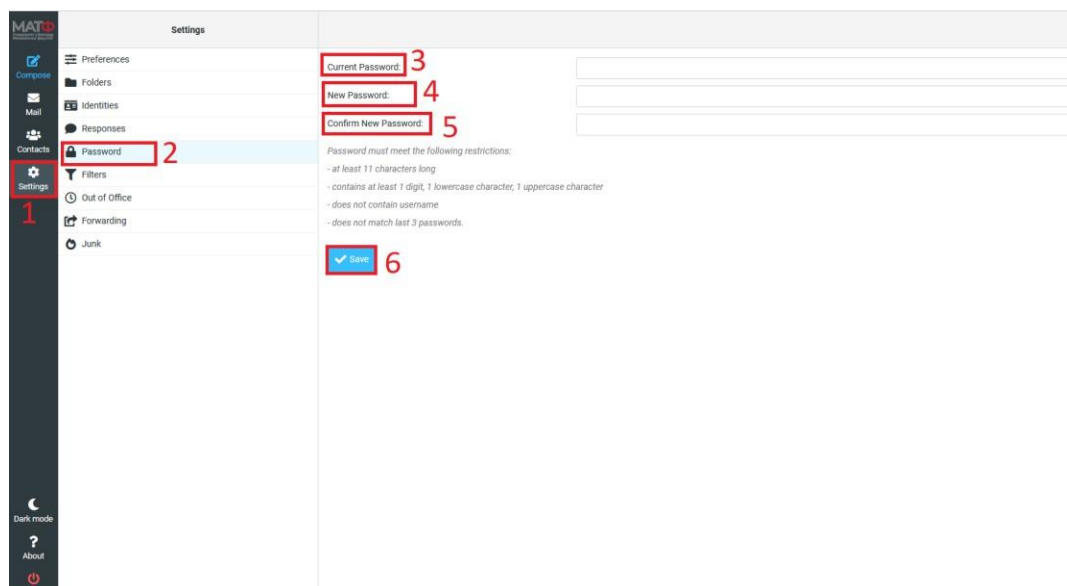 МАТФ
Settings
Compose
Mail
Contacts
Settings
1
Dark mode
?
About
Preferences
Folders
Identities
Responses
Password
2
Filters
Out of Office
Forwarding
Junk
Current Password:
3
New Password:
4
Confirm New Password:
5
Password must meet the following restrictions:
- at least 11 characters long
- contains at least 1 digit, 1 lowercase character, 1 uppercase character
- does not contain username
- does not match last 3 passwords.
Save
6